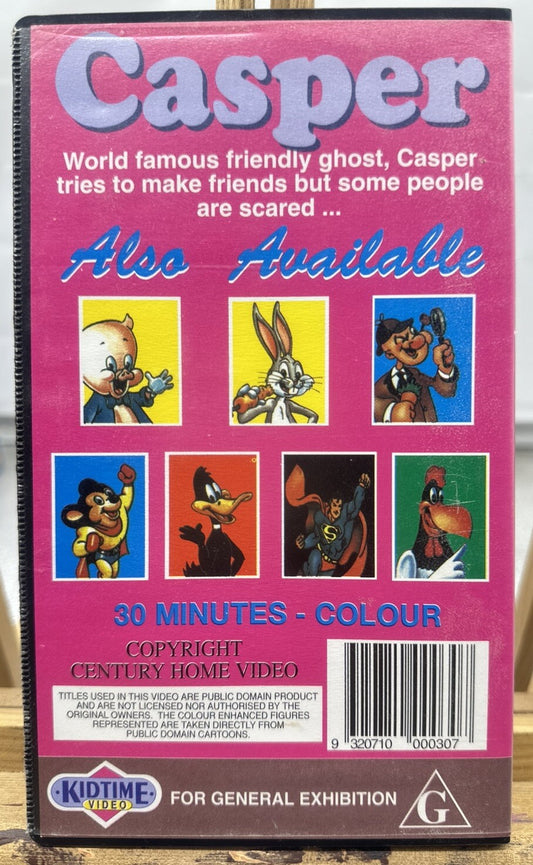 Casper
World famous friendly ghost, Casper
tries to make friends but some people
are scared ...
Also Available
S
30 MINUTES - COLOUR
COPYRIGHT
CENTURY HOME VIDEO
TITLES USED IN THIS VIDEO ARE PUBLIC DOMAIN PRODUCT
AND ARE NOT LICENSED NOR AUTHORISED BY THE
ORIGINAL OWNERS. THE COLOUR ENHANCED FIGURES
REPRESENTED ARE TAKEN DIRECTLY FROM
PUBLIC DOMAIN CARTOONS.
9 320710 000307
KIDTIME
VIDEO
FOR GENERAL EXHIBITION
G